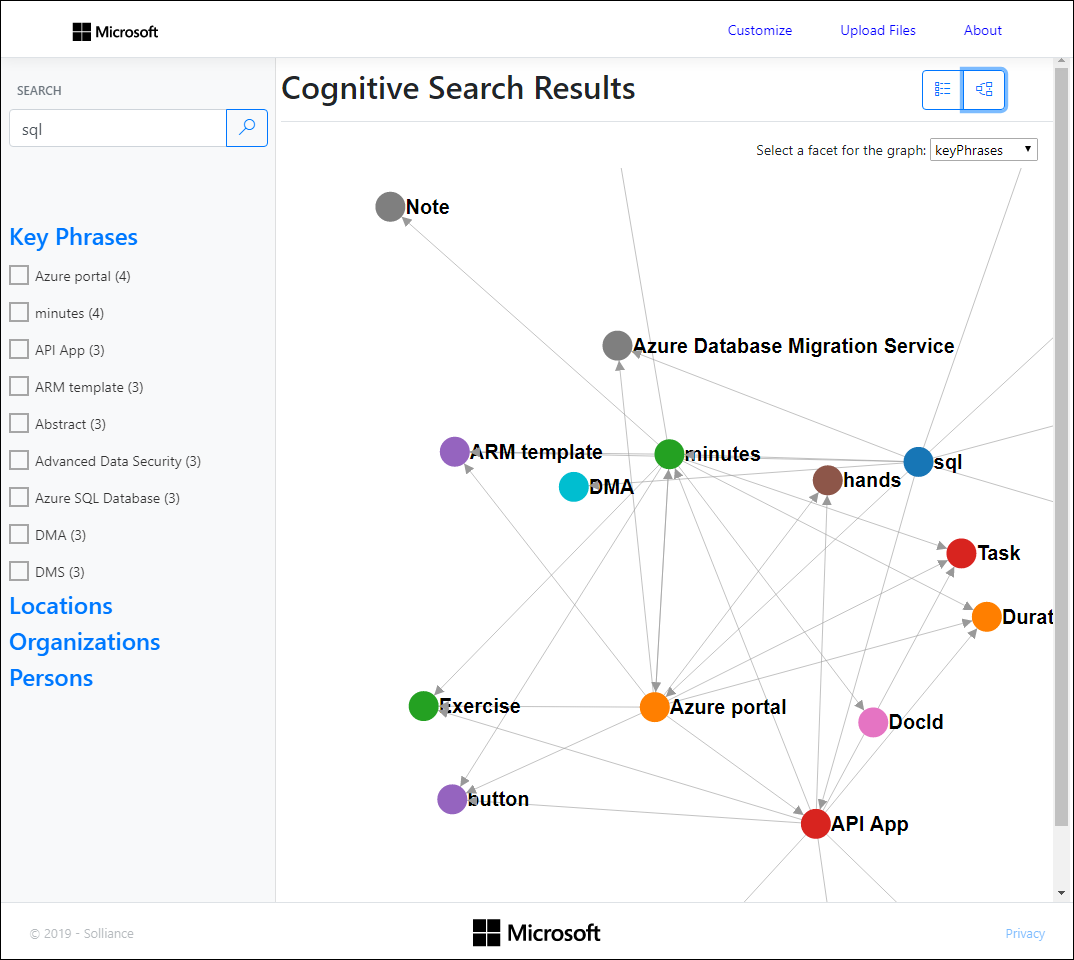 Microsoft
Customize
Upload Files
About
SEARCH
sql
Cognitive Search Results
Select a facet for the graph:
keyPhrases
Key Phrases
Azure portal (4)
minutes (4)
API App (3)
ARM template (3)
Abstract (3)
Advanced Data Security (3)
Azure SQL Database (3)
DMA (3)
DMS (3)
Locations
Organizations
Persons
Note
Azure Database Migration Service
ARM template
minutes
sql
DMA
hands
Task
Durat
Exercise
Azure portal
DocId
button
API App
© 2019 - Solliance
Microsoft
Privacy